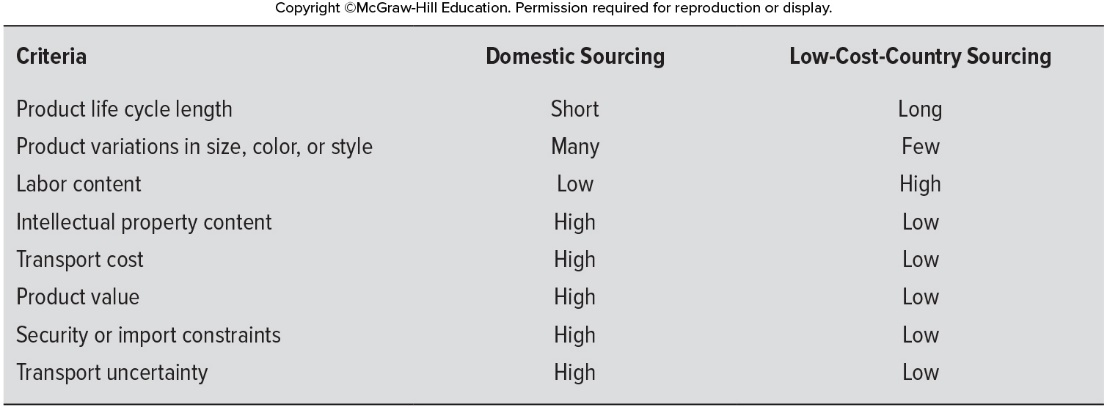 Copyright ©McGraw-Hill Education. Permission required for reproduction or display.
Criteria Domestic Sourcing Low-Cost-Country Sourcing
Product life cycle length Short Long
Product variations in size, color, or style Many Few
Labor content Low High
Intellectual property content High Low
Transport cost High Low
Product value High Low
Security or import constraints High Low
Transport uncertainty High Low